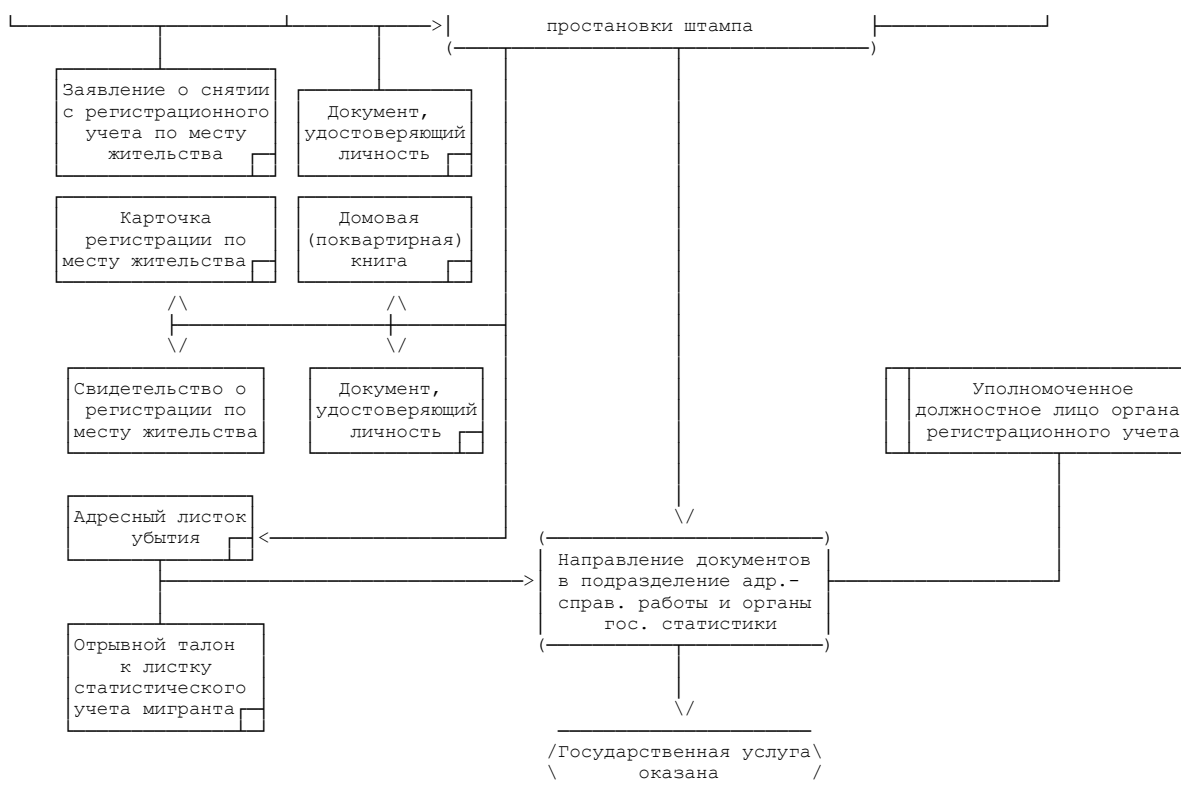 простановки штампа
Заявление о снятии
с регистрационного
учета по месту
жительства
Документ,
удостоверяющий
личность
Карточка
регистрации по
месту жительства
Домовая
(поквартирная)
книга
Свидетельство о
регистрации по
месту жительства
Документ,
удостоверяющий
личность
Уполномоченное
должностное лицо органа
регистрационного учета
Адресный листок
убытия
Направление документов
в подразделение адр.-
справ. работы и органы
гос. статистики
Отрывной талон
к листку
статистического
учета мигранта
/Государственная услуга\
\ оказана /